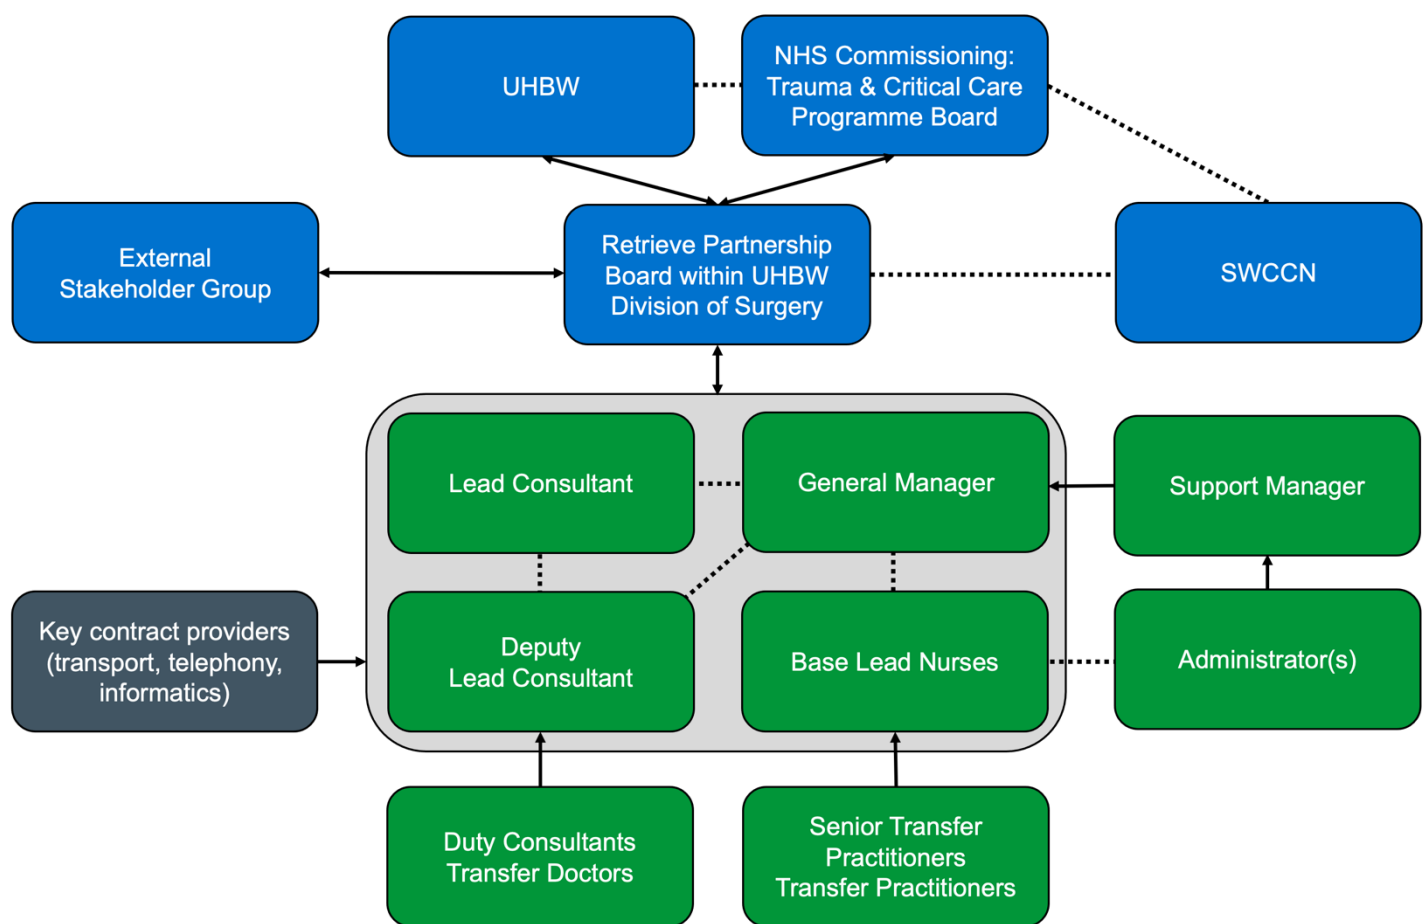 UHBW
NHS Commissioning:
Trauma & Critical Care
Programme Board
External
Stakeholder Group
Retrieve Partnership
Board within UHBW
Division of Surgery
SWCCN
Lead Consultant
General Manager
Support Manager
Key contract providers
(transport, telephony,
informatics)
Deputy
Lead Consultant
Base Lead Nurses
Administrator(s)
Duty Consultants
Transfer Doctors
Senior Transfer
Practitioners
Transfer Practitioners